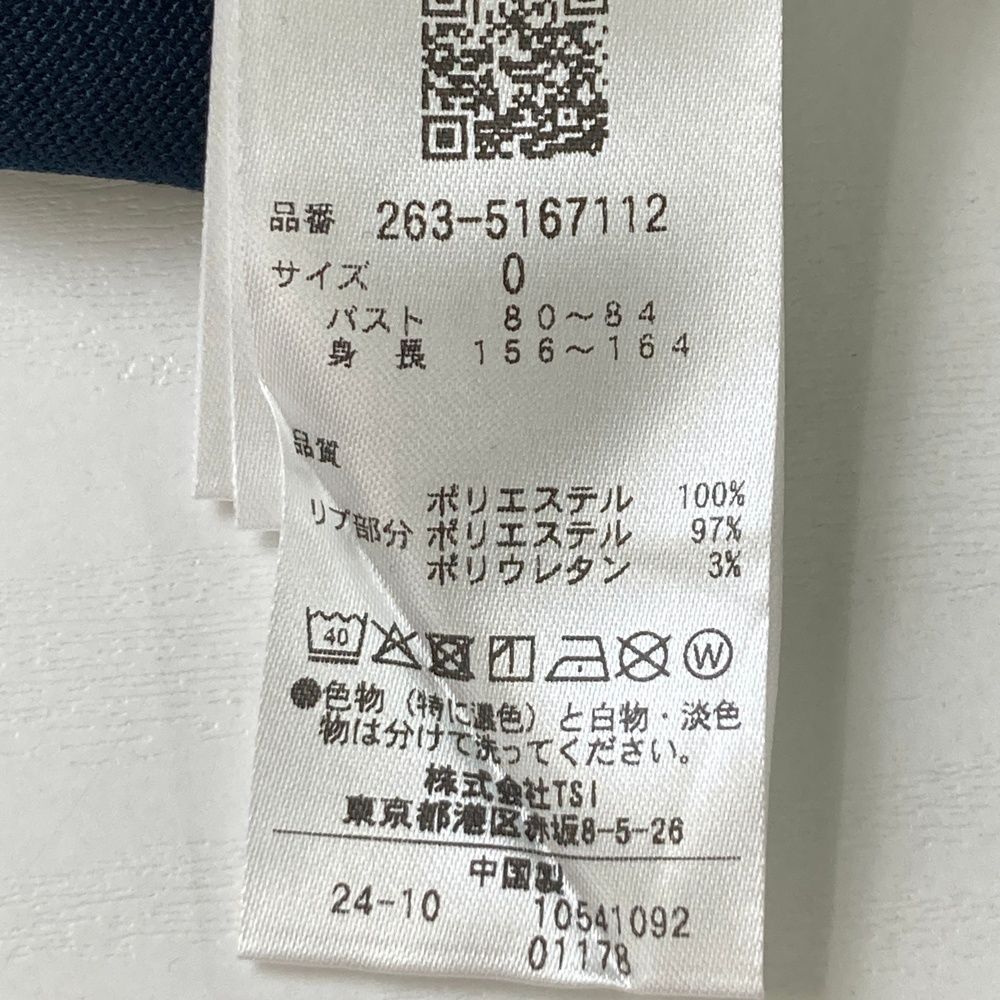 品番 263-5167112
サイズ 0
バスト 80～84
身長 156～164
品質
ポリエステル 100%
リブ部分 ポリエステル 97%
ポリウレタン 3%
40
W
●色物（特に濃色）と白物・淡色
物は分けて洗ってください。
株式会社TSI
東京都港区赤坂8-5-26
中国製
24-10 10541092
01178